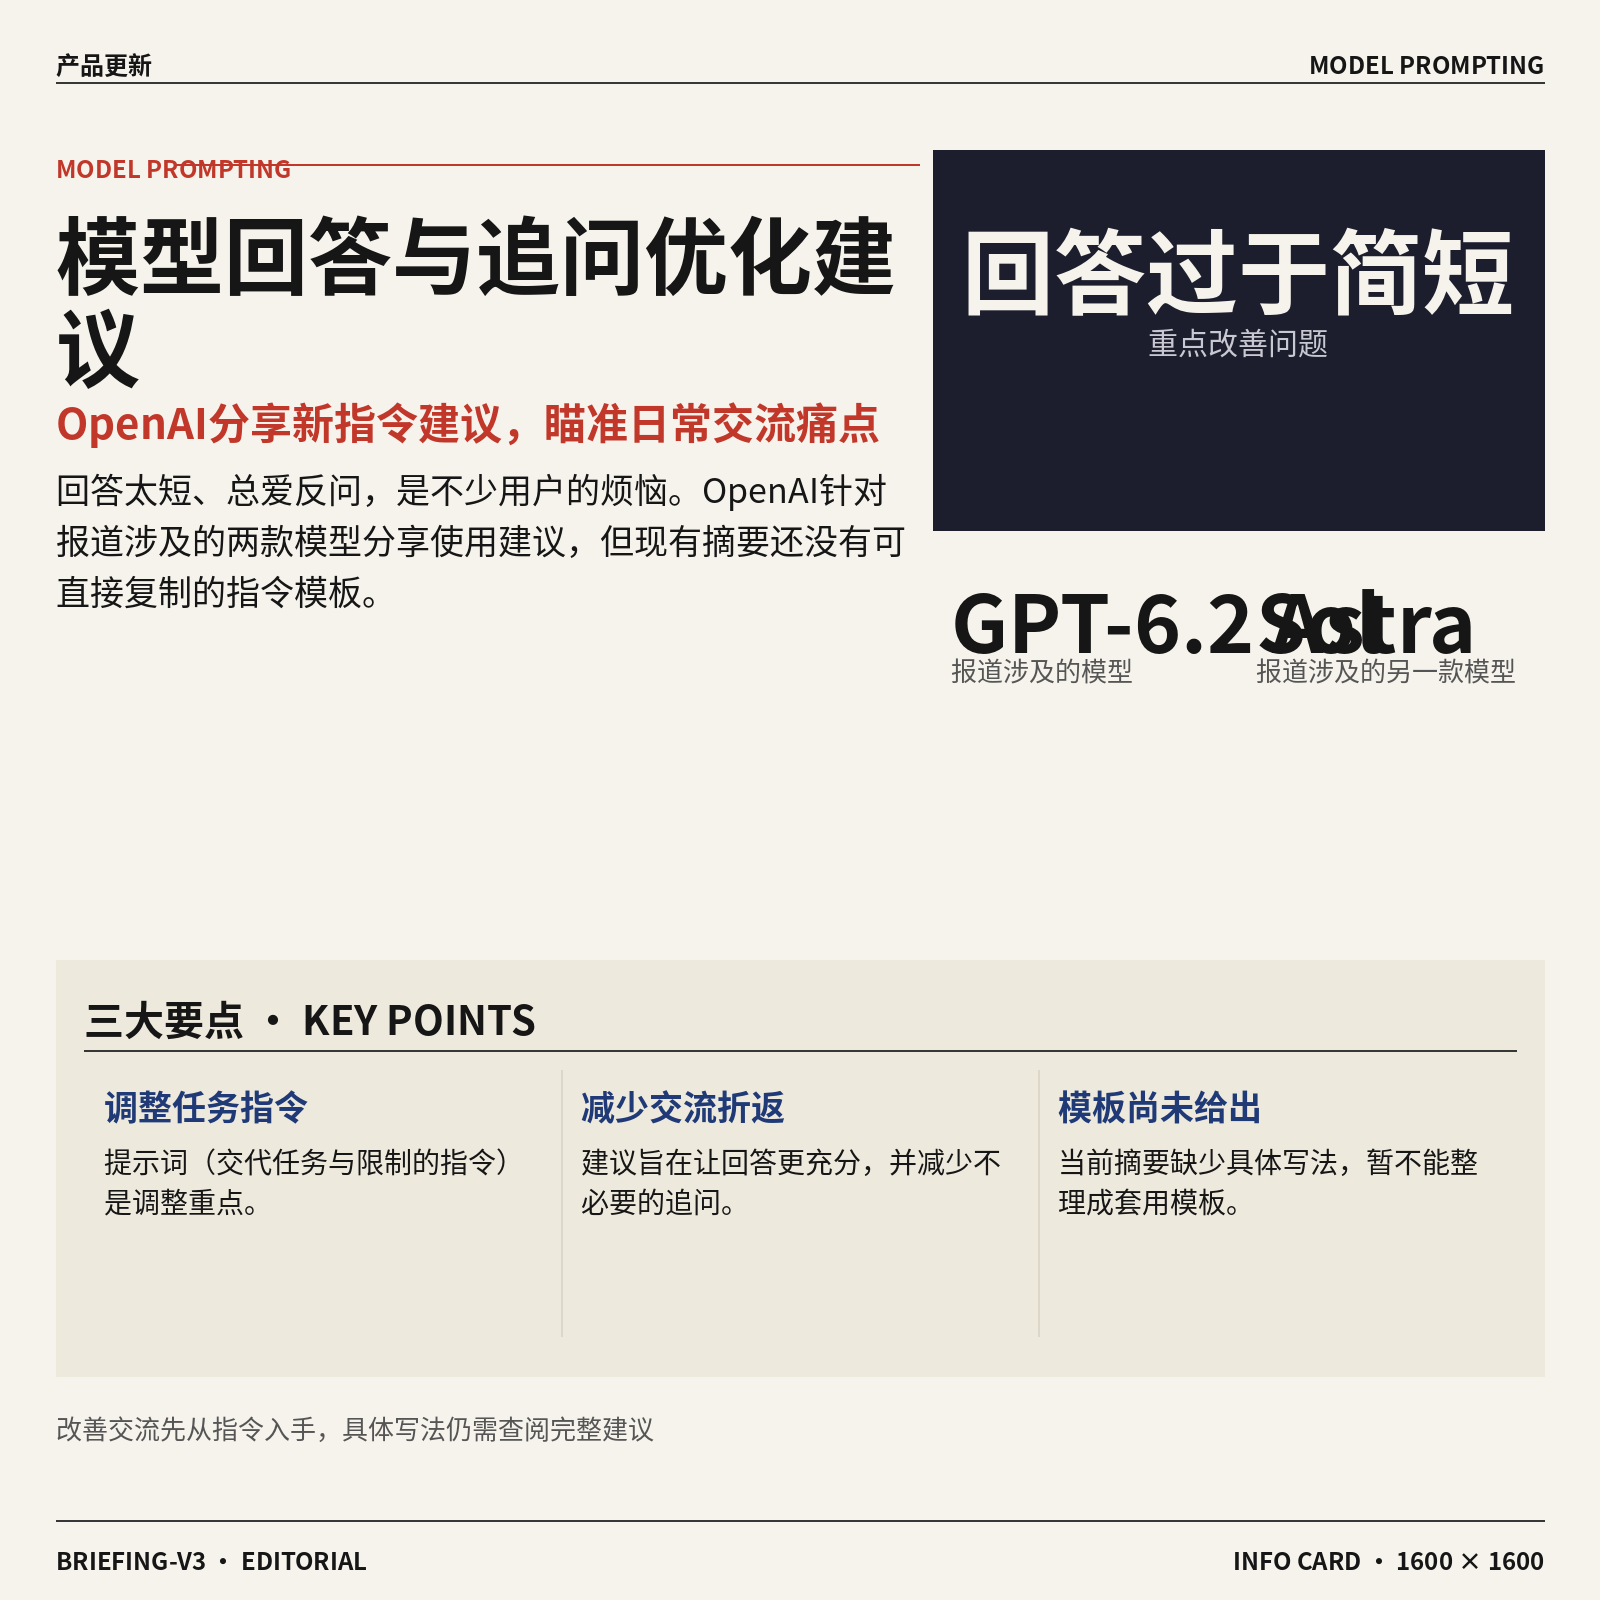 产品更新
MODEL PROMPTING
MODEL PROMPTING
模型回答与追问优化建
议
OpenAI分享新指令建议，瞄准日常交流痛点
回答太短、总爱反问，是不少用户的烦恼。OpenAI针对
报道涉及的两款模型分享使用建议，但现有摘要还没有可
直接复制的指令模板。
回答过于简短
重点改善问题
GPT-6.2 Sol
报道涉及的模型
Astra
报道涉及的另一款模型
三大要点 · KEY POINTS
调整任务指令
提示词（交代任务与限制的指令）
是调整重点。
减少交流折返
建议旨在让回答更充分，并减少不
必要的追问。
模板尚未给出
当前摘要缺少具体写法，暂不能整
理成套用模板。
改善交流先从指令入手，具体写法仍需查阅完整建议
BRIEFING-V3 · EDITORIAL
INFO CARD · 1600 × 1600